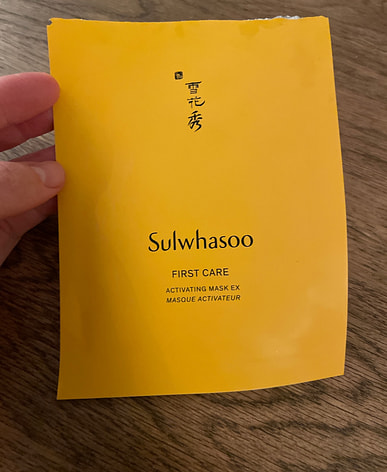 雪花秀
Sulwhasoo
FIRST CARE
ACTIVATING MASK EX
MASQUE ACTIVATEUR